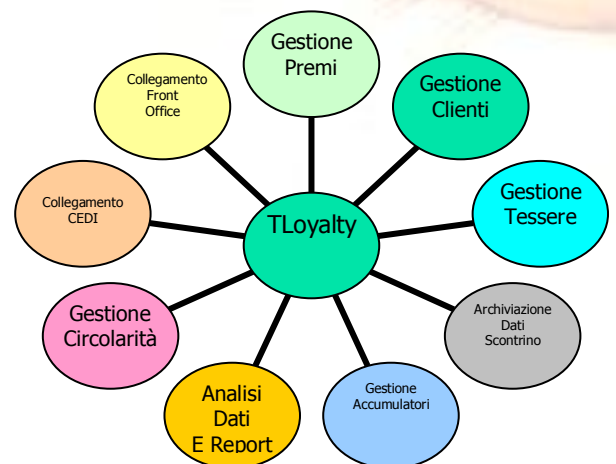 Gestione
Premi
Gestione
Clienti
Gestione
Tessere
Archiviazione
Dati
Scontrino
Gestione
Accumulatori
Analisi
Dati
E Report
Gestione
Circolarità
Collegamento
CEDI
Collegamento
Front
Office
TLoyalty